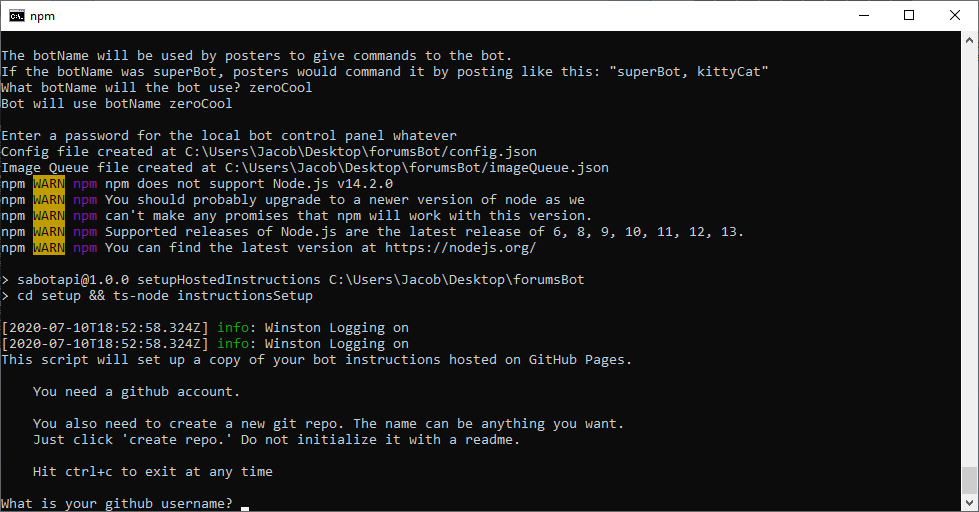 npm
The botName will be used by posters to give commands to the bot.
If the botName was superBot, posters would command it by posting like this: "superBot, kittyCat"
What botName will the bot use? zeroCool
Bot will use botName zeroCool
Enter a password for the local bot control panel whatever
Config file created at C:\Users\Jacob\Desktop\forumsBot/config.json
Image Queue file created at C:\Users\Jacob\Desktop\forumsBot/imageQueue.json
npm WARN npm npm does not support Node.js v14.2.0
npm WARN npm You should probably upgrade to a newer version of node as we
npm WARN npm can't make any promises that npm will work with this version.
npm WARN npm Supported releases of Node.js are the latest release of 6, 8, 9, 10, 11, 12, 13.
npm WARN npm You can find the latest version at https://nodejs.org/
> sabotapi@1.0.0 setupHostedInstructions C:\Users\Jacob\Desktop\forumsBot
> cd setup && ts-node instructionsSetup
[2020-07-10T18:52:58.324Z] info: Winston Logging on
[2020-07-10T18:52:58.324Z] info: Winston Logging on
This script will set up a copy of your bot instructions hosted on GitHub Pages.
You need a github account.
You also need to create a new git repo. The name can be anything you want.
Just click 'create repo.' Do not initialize it with a readme.
Hit ctrl+c to exit at any time
What is your github username?